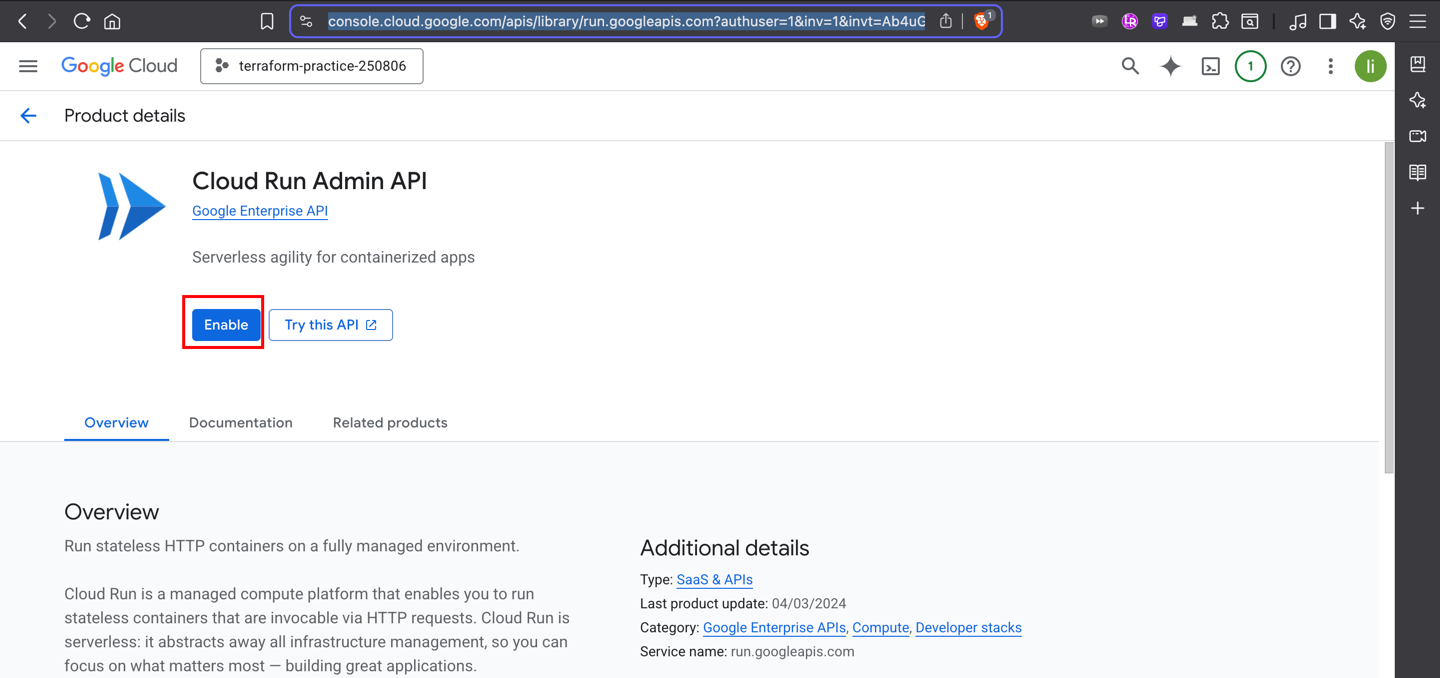 console.cloud.google.com/apis/library/run.googleapis.com?authuser=1&inv=1&invt=Ab4uG
1
LR
Google Cloud
terraform-practice-250806
1
li
Product details
Cloud Run Admin API
Google Enterprise API
Serverless agility for containerized apps
Enable
Try this API
Overview
Documentation
Related products
Overview
Run stateless HTTP containers on a fully managed environment.
Cloud Run is a managed compute platform that enables you to run
stateless containers that are invocable via HTTP requests. Cloud Run is
serverless: it abstracts away all infrastructure management, so you can
focus on what matters most — building great applications.
Additional details
Type: SaaS & APIs
Last product update: 04/03/2024
Category: Google Enterprise APIs, Compute, Developer stacks
Service name: run.googleapis.com